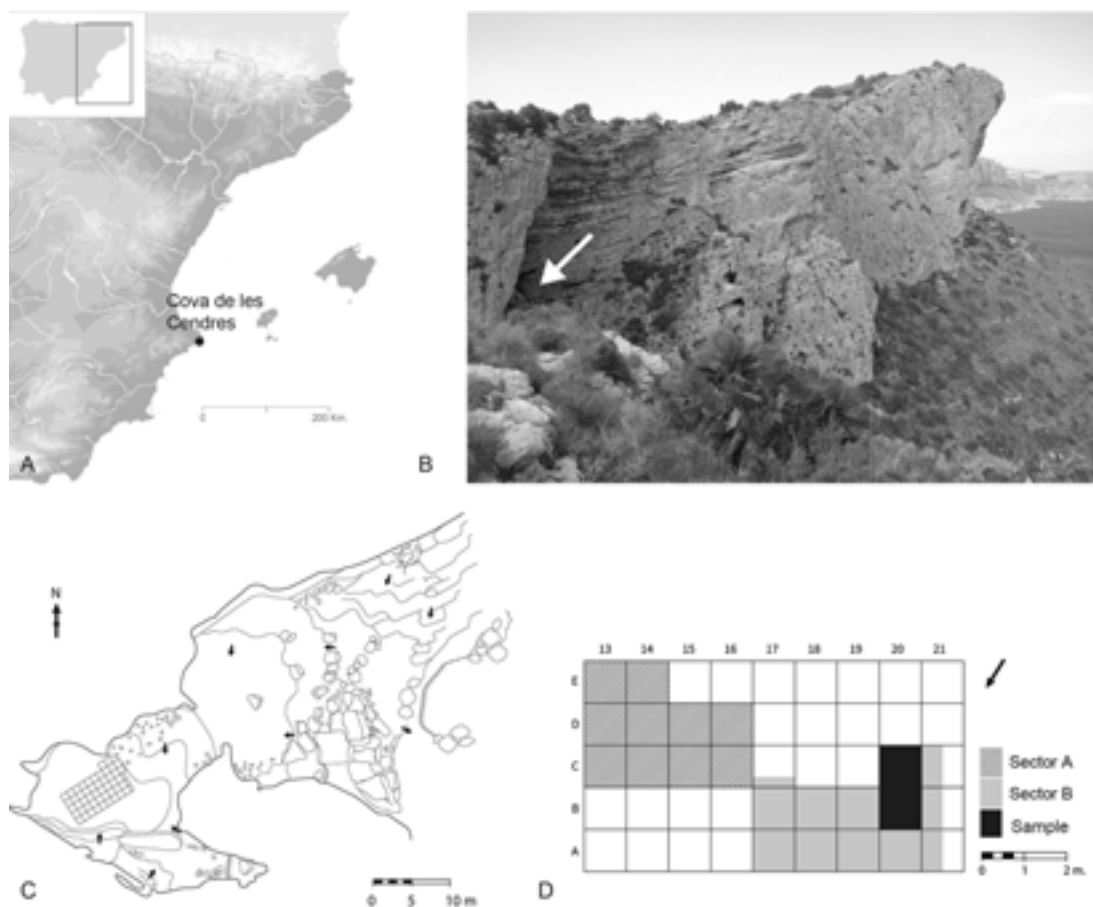 Cova de les
Cendres
0 200 Km.
A
B
N
C
0 5 10 m.
13 14 15 16 17 18 19 20 21
E
D
C
B
A
Sector A
Sector B
Sample
0 1 2 m.
D